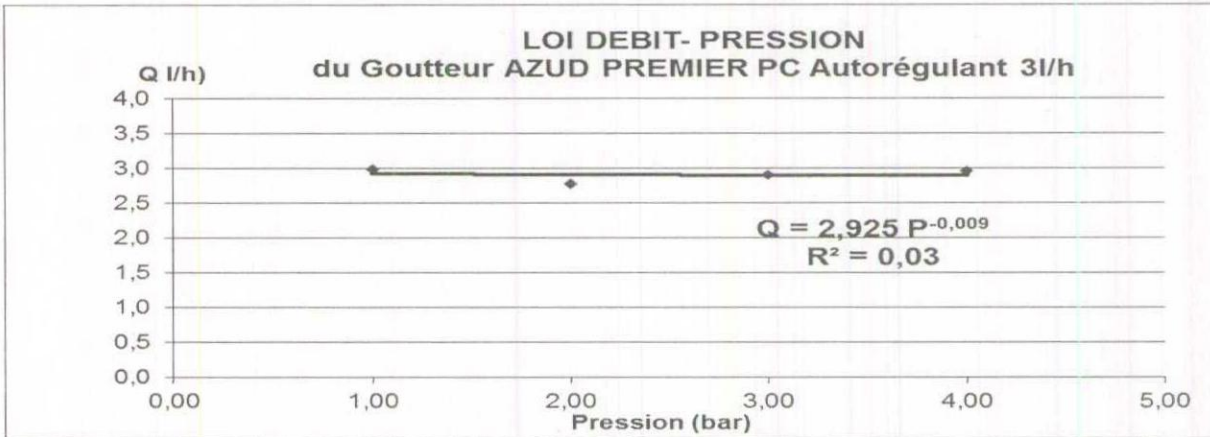 LOI DEBIT- PRESSION
du Goutteur AZUD PREMIER PC Autorégulant 3l/h
Q l/h)
4,0
3,5
3,0
2,5
2,0
1,5
1,0
0,5
0,0
Q = 2,925 P^-0,009
R² = 0,03
0,00 1,00 2,00 3,00 4,00 5,00
Pression (bar)